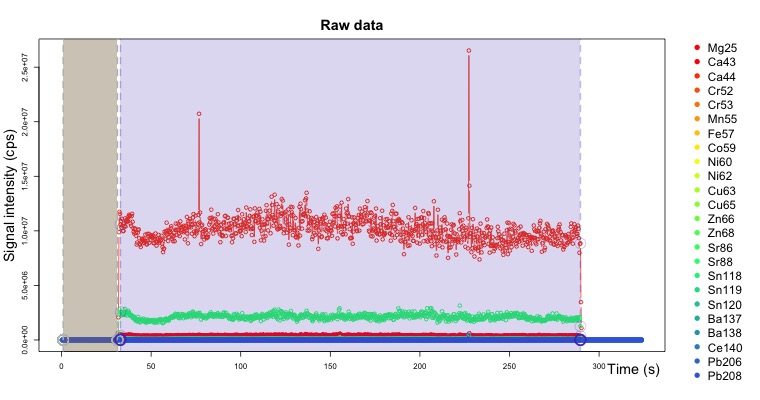 Raw data
Signal intensity (cps)
2.5e+07
2.0e+07
1.5e+07
1.0e+07
5.0e+06
0.0e+00
0 50 100 150 200 250 300 Time (s)
Mg25
Ca43
Ca44
Cr52
Cr53
Mn55
Fe57
Co59
Ni60
Ni62
Cu63
Cu65
Zn66
Zn68
Sr86
Sr88
Sn118
Sn119
Sn120
Ba137
Ba138
Ce140
Pb206
Pb208